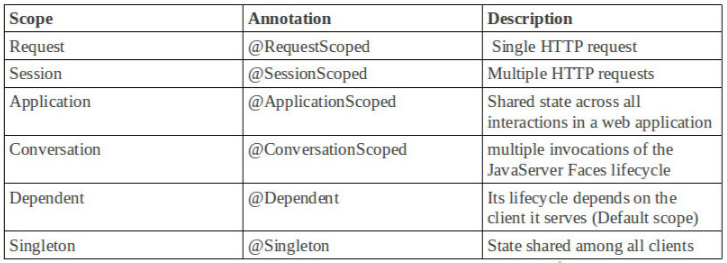 Scope Annotation Description
Request @RequestScoped Single HTTP request
Session @SessionScoped Multiple HTTP requests
Application @ApplicationScoped Shared state across all
interactions in a web application
Conversation @ConversationScoped multiple invocations of the
JavaServer Faces lifecycle
Dependent @Dependent Its lifecycle depends on the
client it serves (Default scope)
Singleton @Singleton State shared among all clients